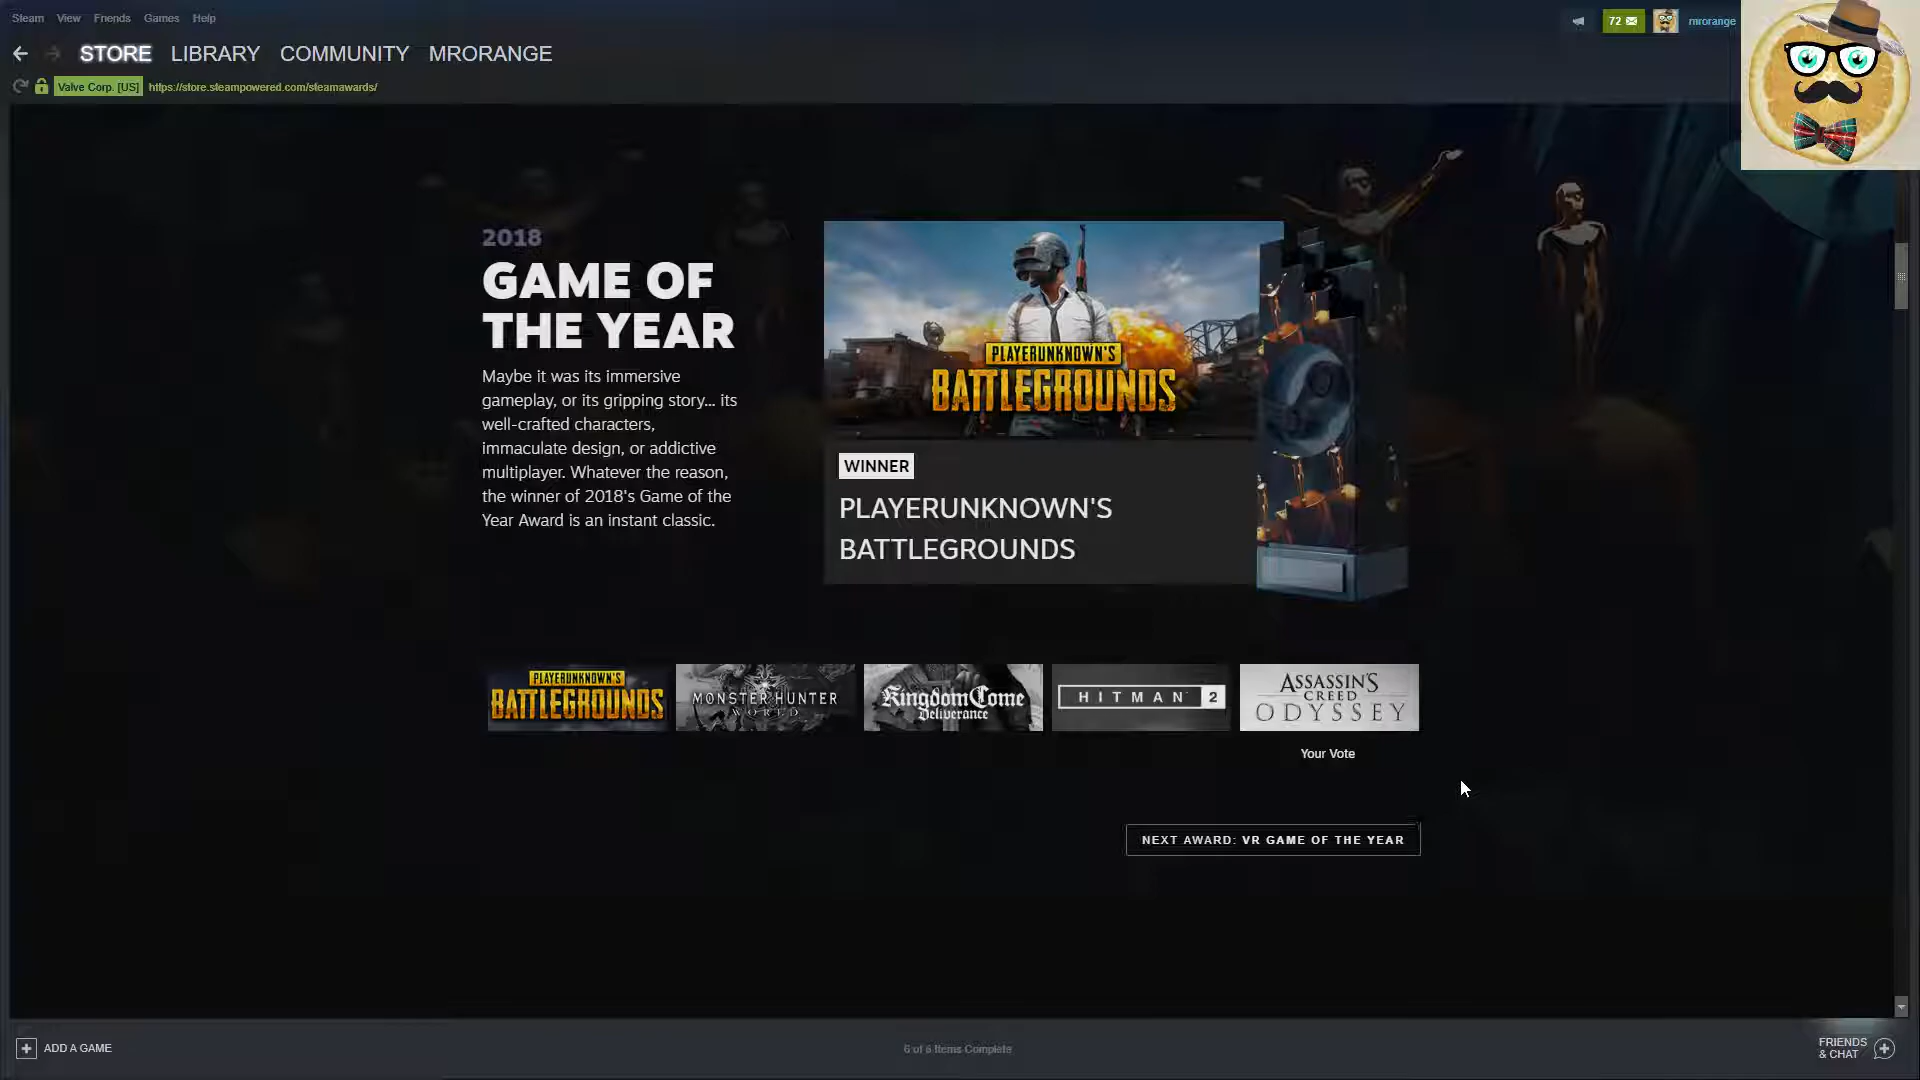 Steam View Friends Games Help
72
mrorange
STORE LIBRARY COMMUNITY MRORANGE
Valve Corp. [US] https://store.steampowered.com/steamawards/
2018
GAME OF
THE YEAR
Maybe it was its immersive
gameplay, or its gripping story... its
well-crafted characters,
immaculate design, or addictive
multiplayer. Whatever the reason,
the winner of 2018's Game of the
Year Award is an instant classic.
PLAYERUNKNOWN'S
BATTLEGROUNDS
WINNER
PLAYERUNKNOWN'S
BATTLEGROUNDS
PLAYERUNKNOWN'S
BATTLEGROUNDS
MONSTER HUNTER
WORLD
Kingdom Come
Deliverance
HITMAN 2
ASSASSIN'S
CREED
ODYSSEY
Your Vote
NEXT AWARD: VR GAME OF THE YEAR
ADD A GAME
6 of 6 Items Complete
FRIENDS
& CHAT